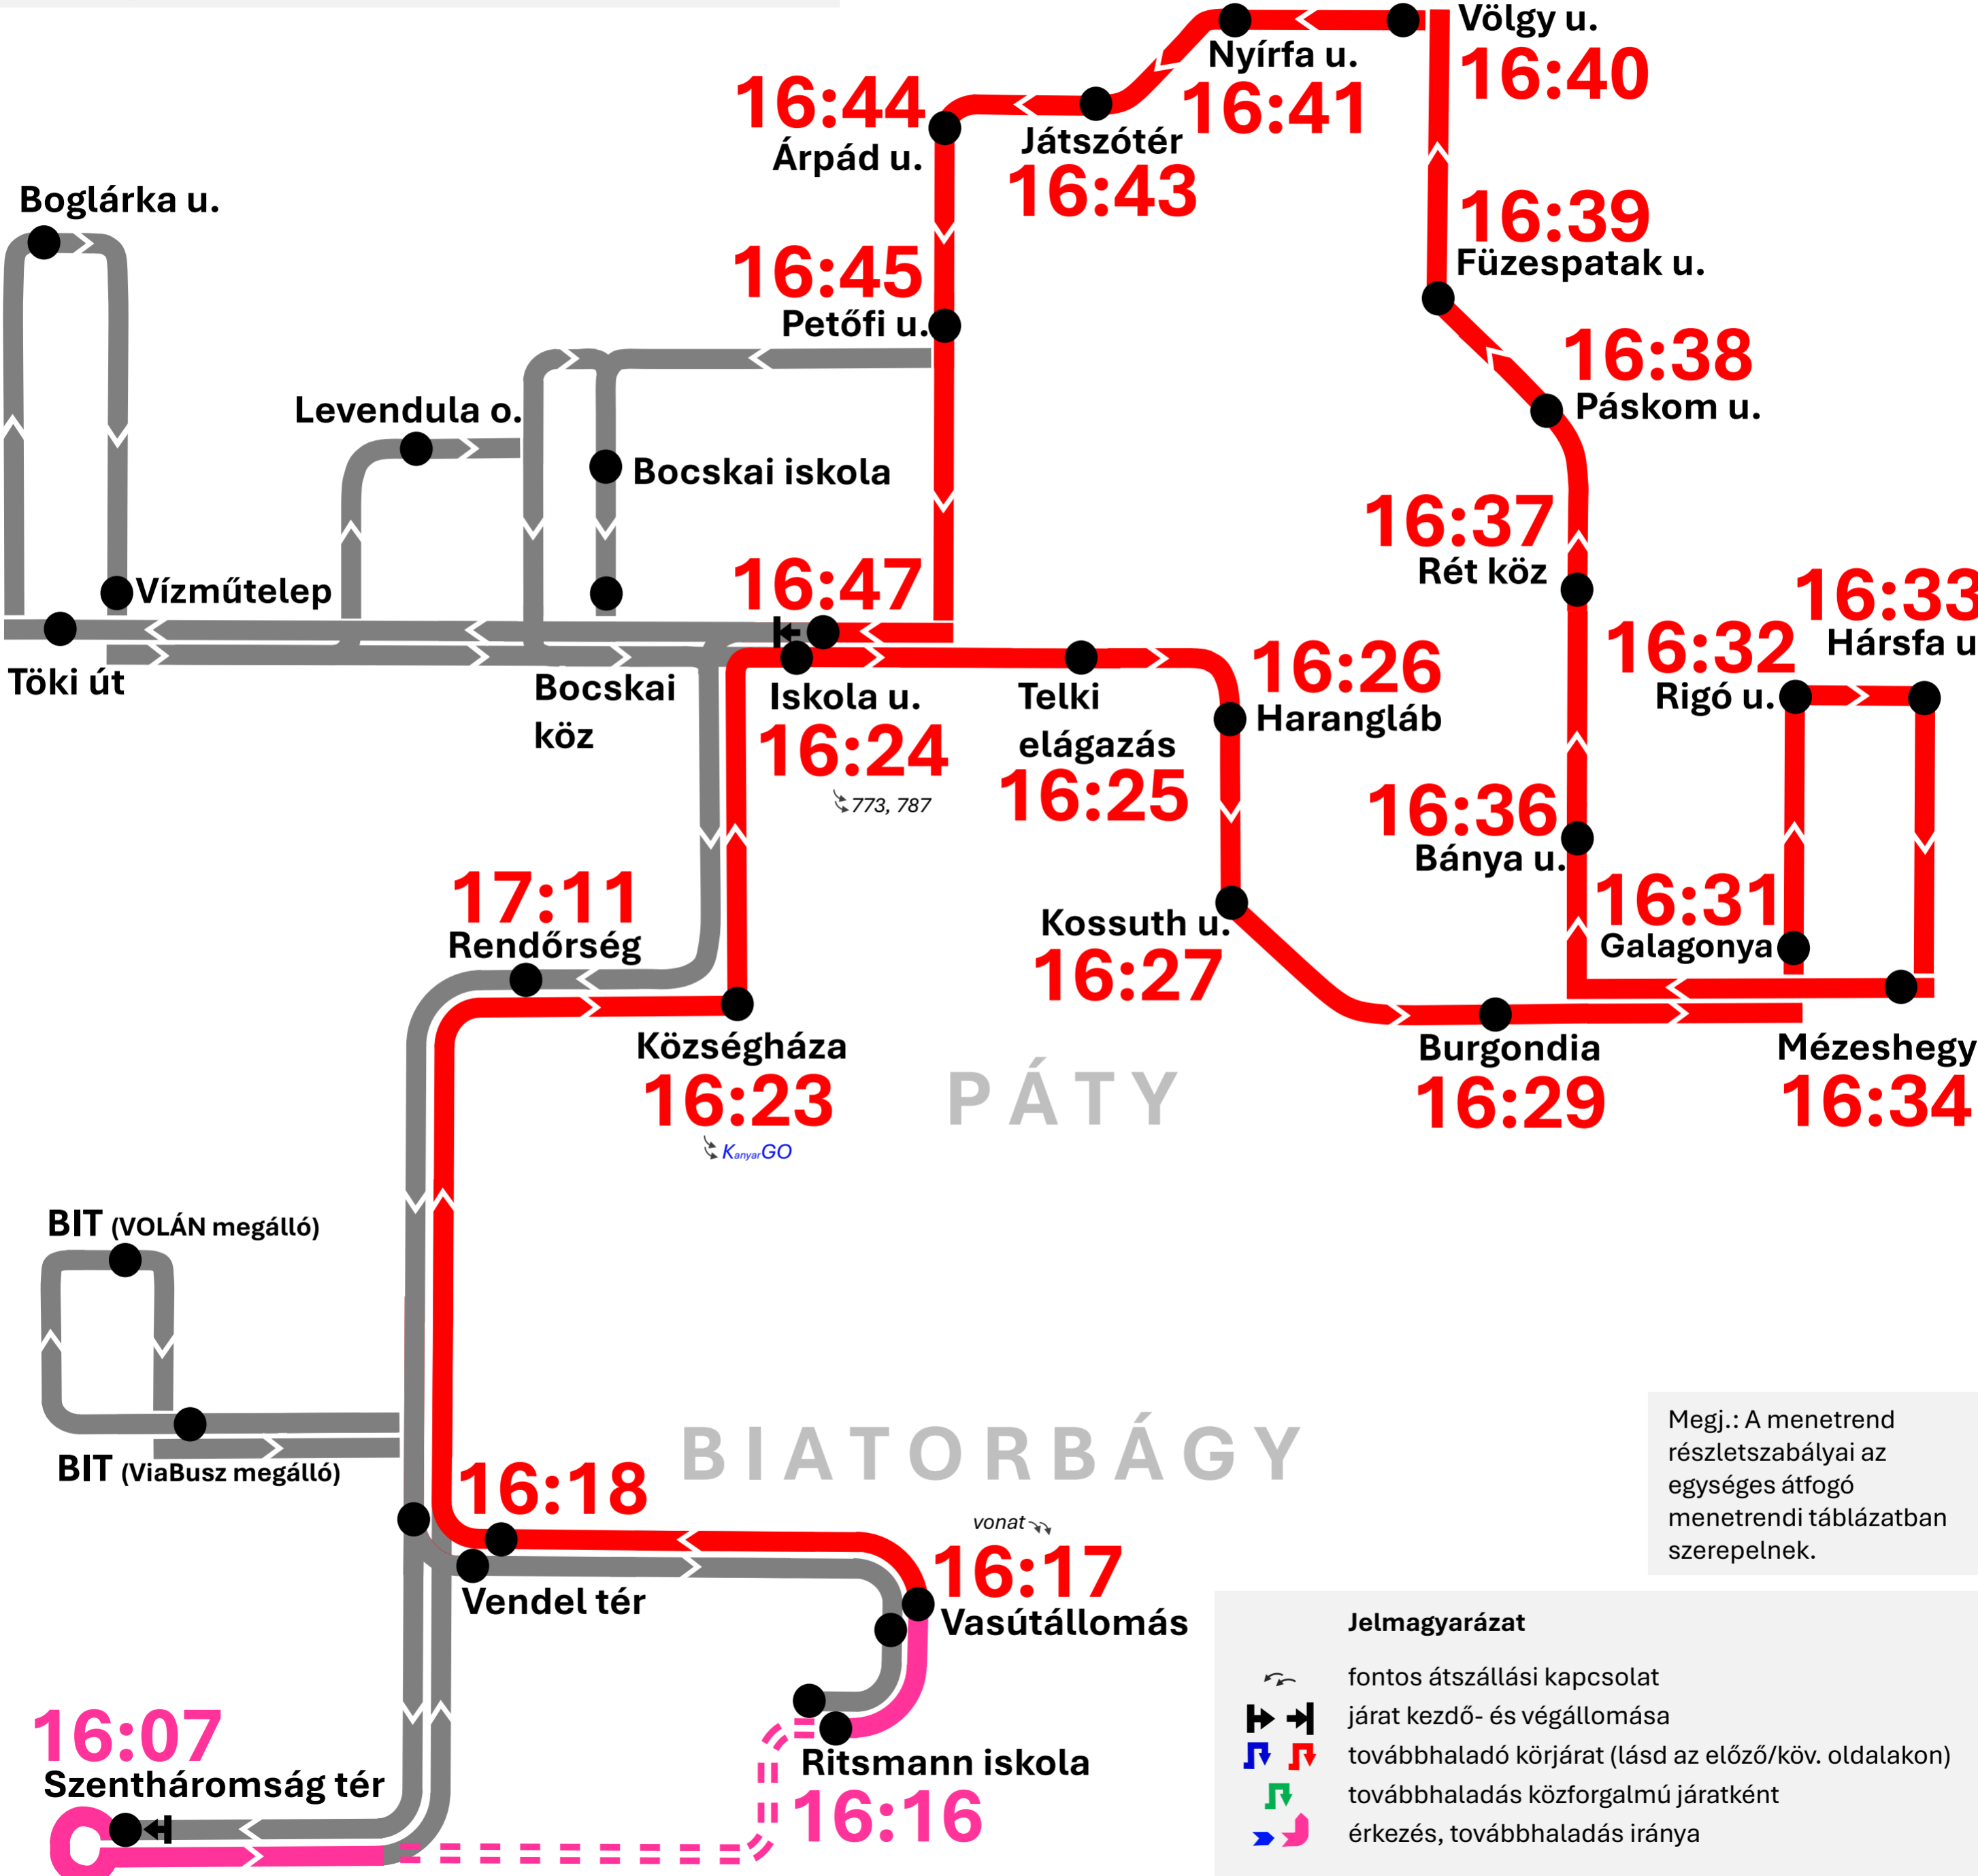 Völgy u.
16:40
Nyírfa u.
16:41
16:44
Árpád u.
Játszótér
16:43
Boglárka u.
16:39
Füzespatak u.
16:45
Petőfi u.
16:38
Páskom u.
Levendula o.
Bocskai iskola
16:37
Rét köz
16:47
Vízműtelep
16:33
Hársfa u
16:32
Rigó u.
Töki út
Bocskai
köz
Iskola u.
16:24
773, 787
Telki
elágazás
16:25
16:26
Harangláb
16:36
Bánya u.
17:11
Rendőrség
16:31
Galagonya
Kossuth u.
16:27
Községháza
16:23
KanyarGO
PÁTY
Burgondia
16:29
Mézeshegy
16:34
BIT (VOLÁN megálló)
BIT (ViaBusz megálló)
BIATORBÁGY
16:18
Vendel tér
vonat
16:17
Vasútállomás
Megj.: A menetrend
részletszabályai az
egységes átfogó
menetrendi táblázatban
szerepelnek.
16:07
Szentháromság tér
Ritsmann iskola
16:16
Jelmagyarázat
fontos átszállási kapcsolat
járat kezdő- és végállomása
továbbhaladó körjárat (lásd az előző/köv. oldalakon)
továbbhaladás közforgalmú járatként
érkezés, továbbhaladás iránya